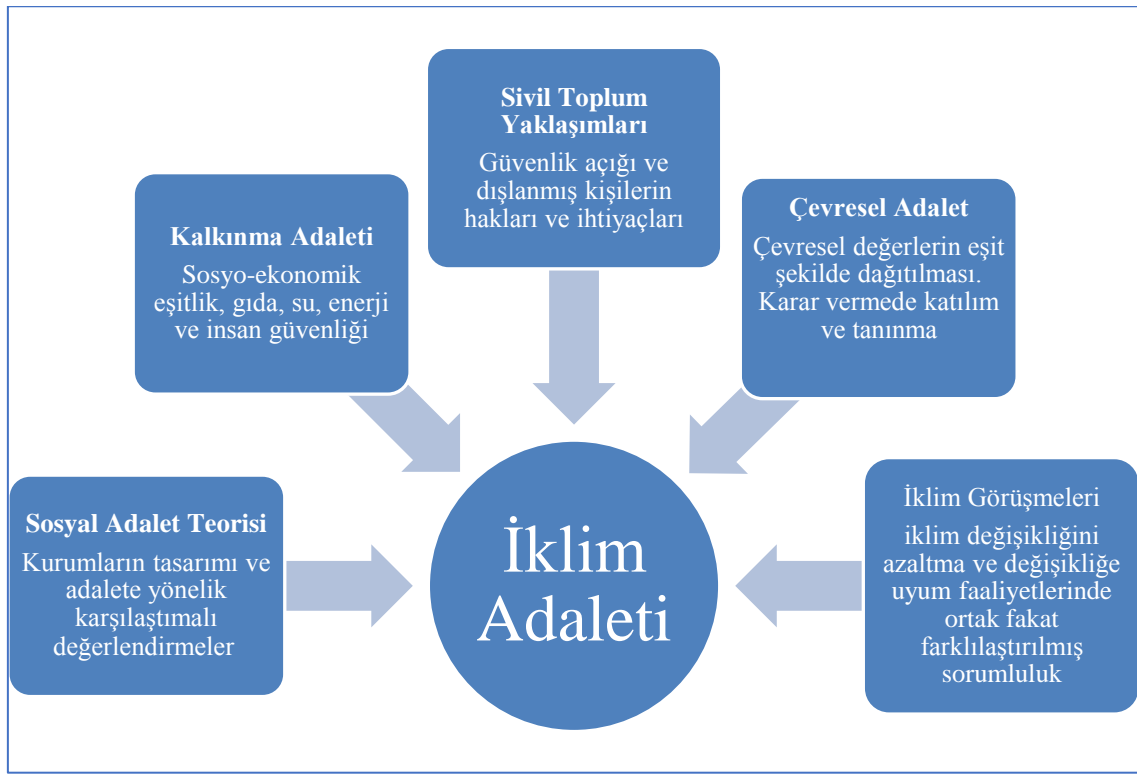 Sivil Toplum
Yaklaşımları
Güvenlik açığı ve
dışlanmış kişilerin
hakları ve ihtiyaçları
Kalkınma Adaleti
Sosyo-ekonomik
eşitlik, gıda, su, enerji
ve insan güvenliği
Çevresel Adalet
Çevresel değerlerin eşit
şekilde dağıtılması.
Karar vermede katılım
ve tanınma
Sosyal Adalet Teorisi
Kurumların tasarımı ve
adalete yönelik
karşılaştımalı
değerlendirmeler
İklim
Adaleti
İklim Görüşmeleri
iklim değişikliğini
azaltma ve değişikliğe
uyum faaliyetlerinde
ortak fakat
farklılaştırılmış
sorumluluk